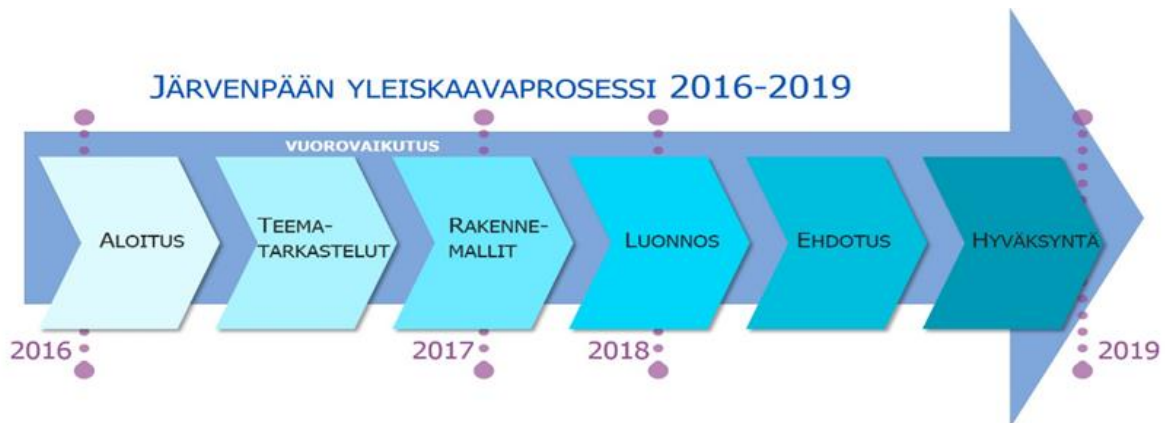 JÄRVENPÄÄN YLEISKAAVAPROSESSI 2016-2019
VUOROVAIKUTUS
ALOITUS
TEEMA-
TARKASTELUT
RAKENNE-
MALLIT
LUONNOS
EHDOTUS
HYVÄKSYNTÄ
2016
2017
2018
2019